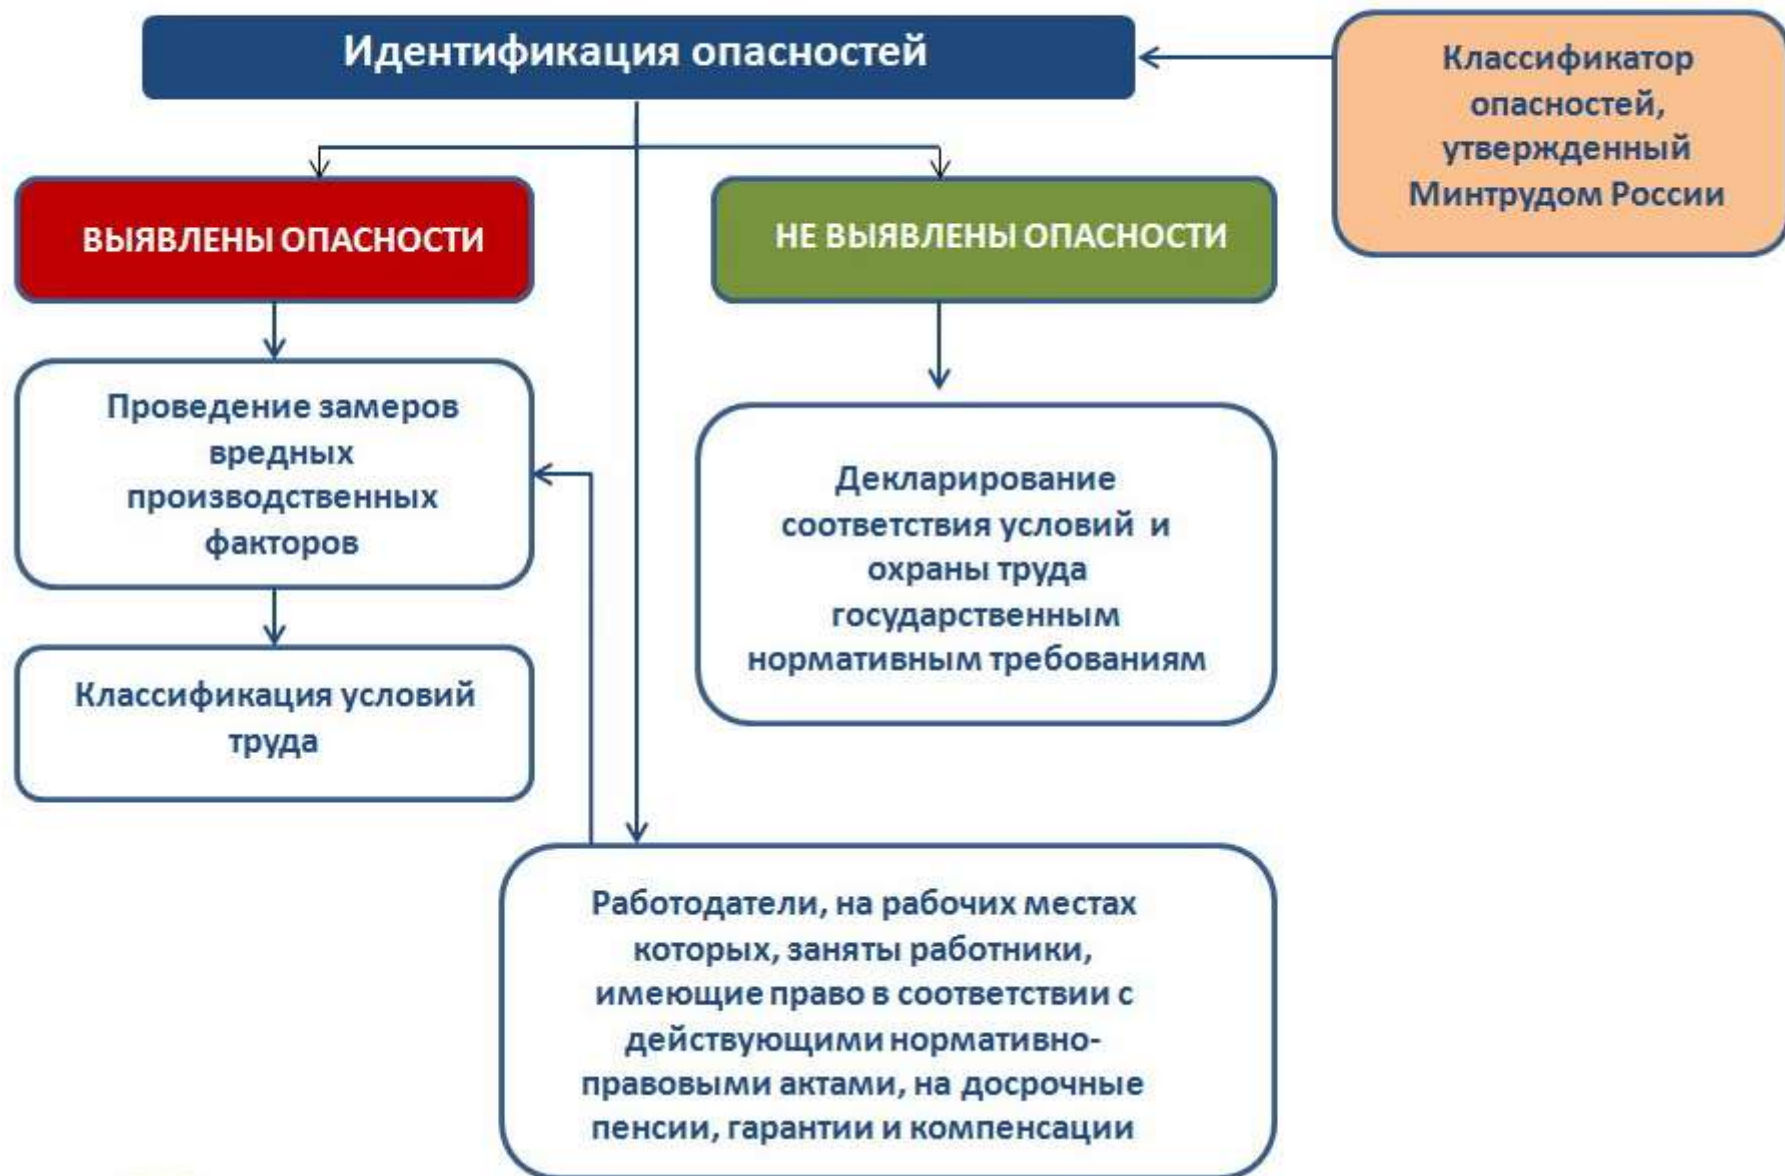 Идентификация опасностей
Классификатор
опасностей,
утвержденный
Минтрудом России
ВЫЯВЛЕНЫ ОПАСНОСТИ
НЕ ВЫЯВЛЕНЫ ОПАСНОСТИ
Проведение замеров
вредных
производственных
факторов
Декларирование
соответствия условий и
охраны труда
государственным
нормативным требованиям
Классификация условий
труда
Работодатели, на рабочих местах
которых, заняты работники,
имеющие право в соответствии с
действующими нормативно-
правовыми актами, на досрочные
пенсии, гарантии и компенсации